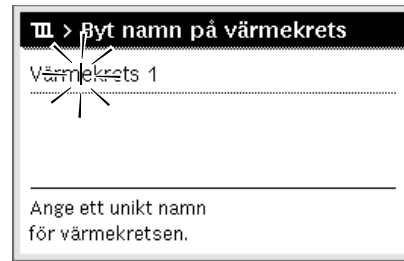 > Byt namn på värmekrets
Värmekrets 1
Ange ett unikt namn
för värmekretsen.